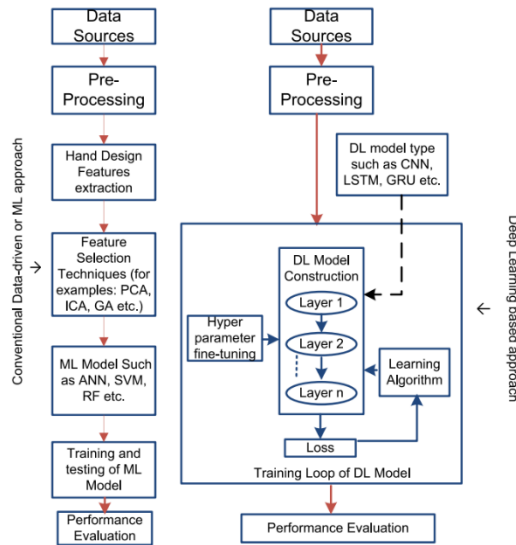 Data
Sources
Pre-
Processing
Hand Design
Features
extraction
Feature
Selection
Techniques (for
examples: PCA,
ICA, GA etc.)
ML Model Such
as ANN, SVM,
RF etc.
Training and
testing of ML
Model
Performance
Evaluation
Conventional Data-driven or ML approach
Data
Sources
Pre-
Processing
DL model type
such as CNN,
LSTM, GRU etc.
DL Model
Construction
Layer 1
Layer 2
Layer n
Hyper
parameter
fine-tuning
Learning
Algorithm
Loss
Training Loop of DL Model
Performance Evaluation
Deep Learning based approach